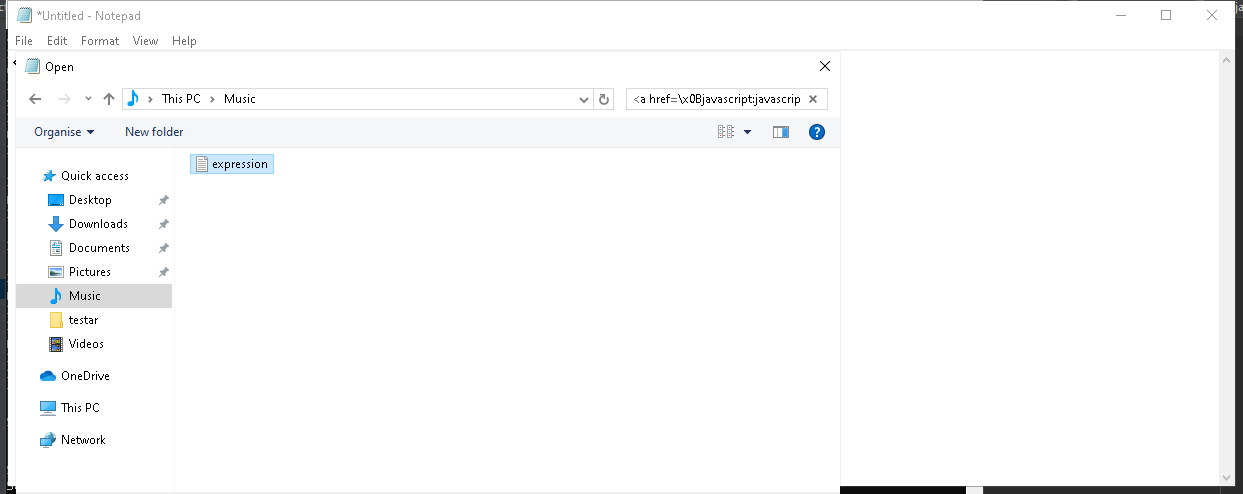 *Untitled - Notepad
File Edit Format View Help
Open
This PC Music
<a href=\x0Bjavascript:javascrip
Organise New folder
expression
Quick access
Desktop
Downloads
Documents
Pictures
Music
testar
Videos
OneDrive
This PC
Network